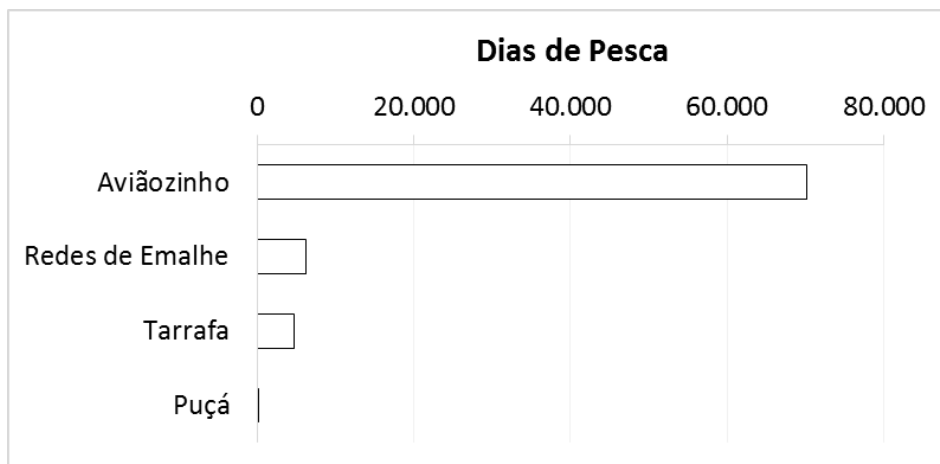 Dias de Pesca
0 20.000 40.000 60.000 80.000
Aviãozinho
Redes de Emalhe
Tarrafa
Puçá